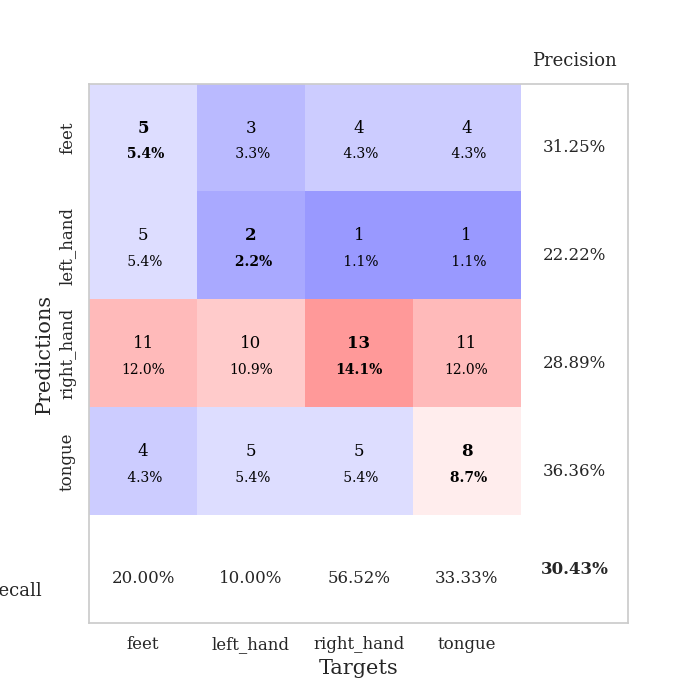 Precision
feet 5 3 4 4 31.25%
5.4% 3.3% 4.3% 4.3%
left_hand 5 2 1 1 22.22%
5.4% 2.2% 1.1% 1.1%
Predictions
right_hand 11 10 13 11 28.89%
12.0% 10.9% 14.1% 12.0%
tongue 4 5 5 8 36.36%
4.3% 5.4% 5.4% 8.7%
ecall 20.00% 10.00% 56.52% 33.33% 30.43%
feet left_hand right_hand tongue
Targets